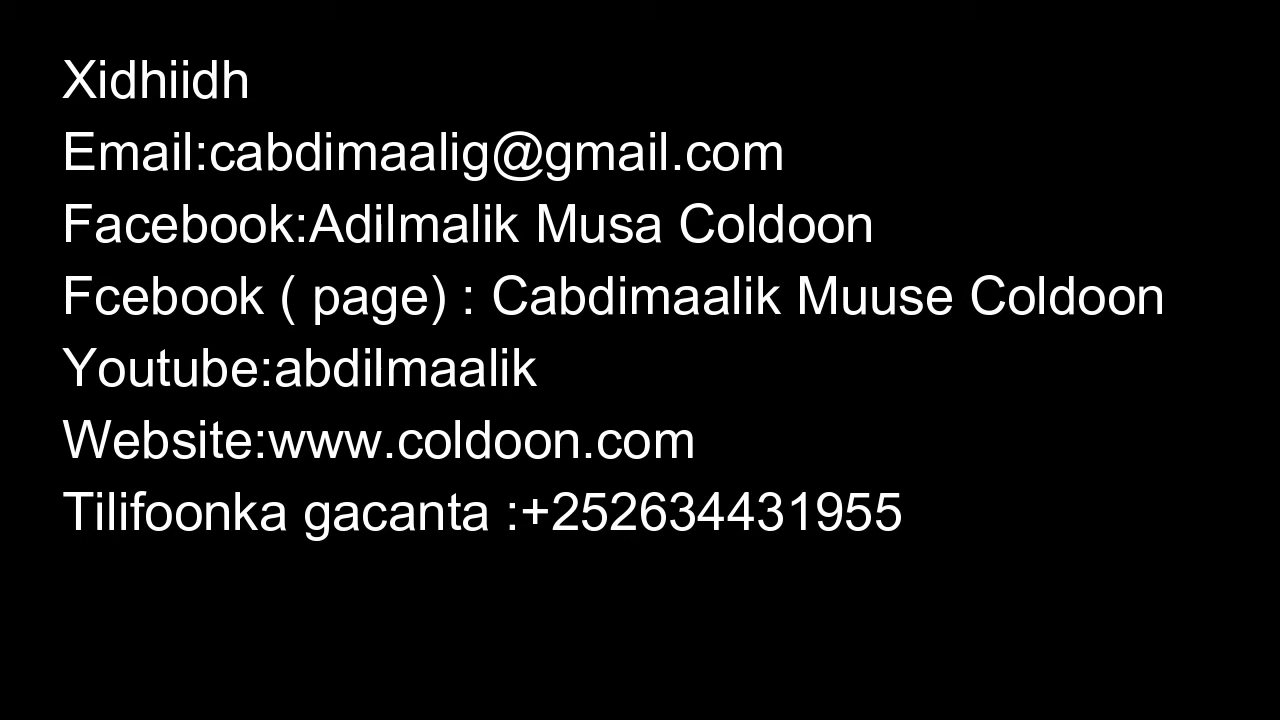 Xidhiidh
Email:cabdimaalig@gmail.com
Facebook:Adilmalik Musa Coldoon
Fcebook ( page) : Cabdimaalik Muuse Coldoon
Youtube:abdilmaalik
Website:www.coldoon.com
Tilifoonka gacanta :+252634431955